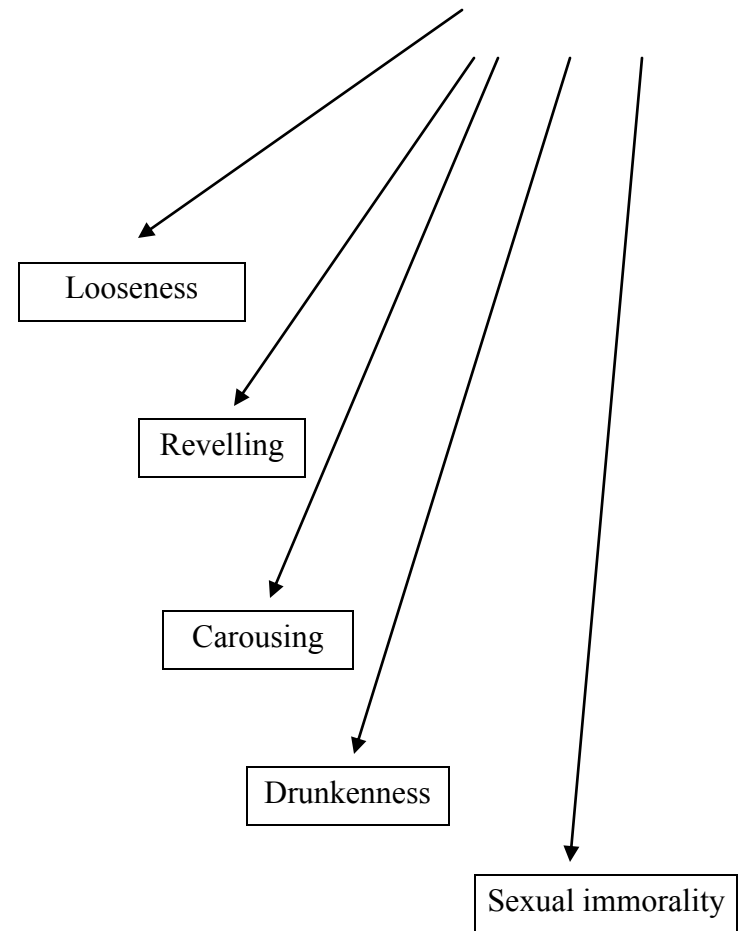 Looseness
Revelling
Carousing
Drunkenness
Sexual immorality